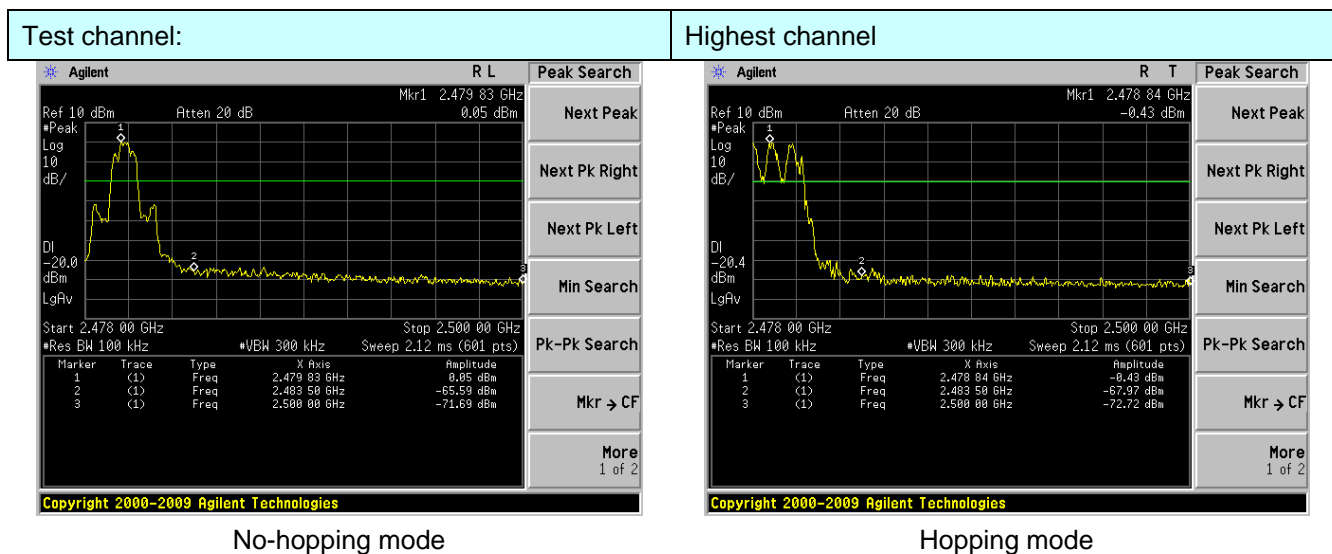 Test channel: Highest channel
Agilent R L Peak Search
Mkr1 2.479 83 GHz
Ref 10 dBm Atten 20 dB 0.05 dBm
#Peak
Log
10
dB/
1
2
3
DI
-20.0
dBm
LgAv
Start 2.478 00 GHz Stop 2.500 00 GHz
#Res BW 100 kHz #VBW 300 kHz Sweep 2.12 ms (601 pts)
Marker Trace Type X Axis Amplitude
1 (1) Freq 2.479 83 GHz 0.05 dBm
2 (1) Freq 2.483 50 GHz -65.59 dBm
3 (1) Freq 2.500 00 GHz -71.69 dBm
Next Peak
Next Pk Right
Next Pk Left
Min Search
Pk-Pk Search
Mkr → CF
More
1 of 2
Copyright 2000-2009 Agilent Technologies
No-hopping mode
Agilent R T Peak Search
Mkr1 2.478 84 GHz
Ref 10 dBm Atten 20 dB -0.43 dBm
#Peak
Log
10
dB/
1
2
3
DI
-20.4
dBm
LgAv
Start 2.478 00 GHz Stop 2.500 00 GHz
#Res BW 100 kHz #VBW 300 kHz Sweep 2.12 ms (601 pts)
Marker Trace Type X Axis Amplitude
1 (1) Freq 2.478 84 GHz -0.43 dBm
2 (1) Freq 2.483 50 GHz -67.97 dBm
3 (1) Freq 2.500 00 GHz -72.72 dBm
Next Peak
Next Pk Right
Next Pk Left
Min Search
Pk-Pk Search
Mkr → CF
More
1 of 2
Copyright 2000-2009 Agilent Technologies
Hopping mode